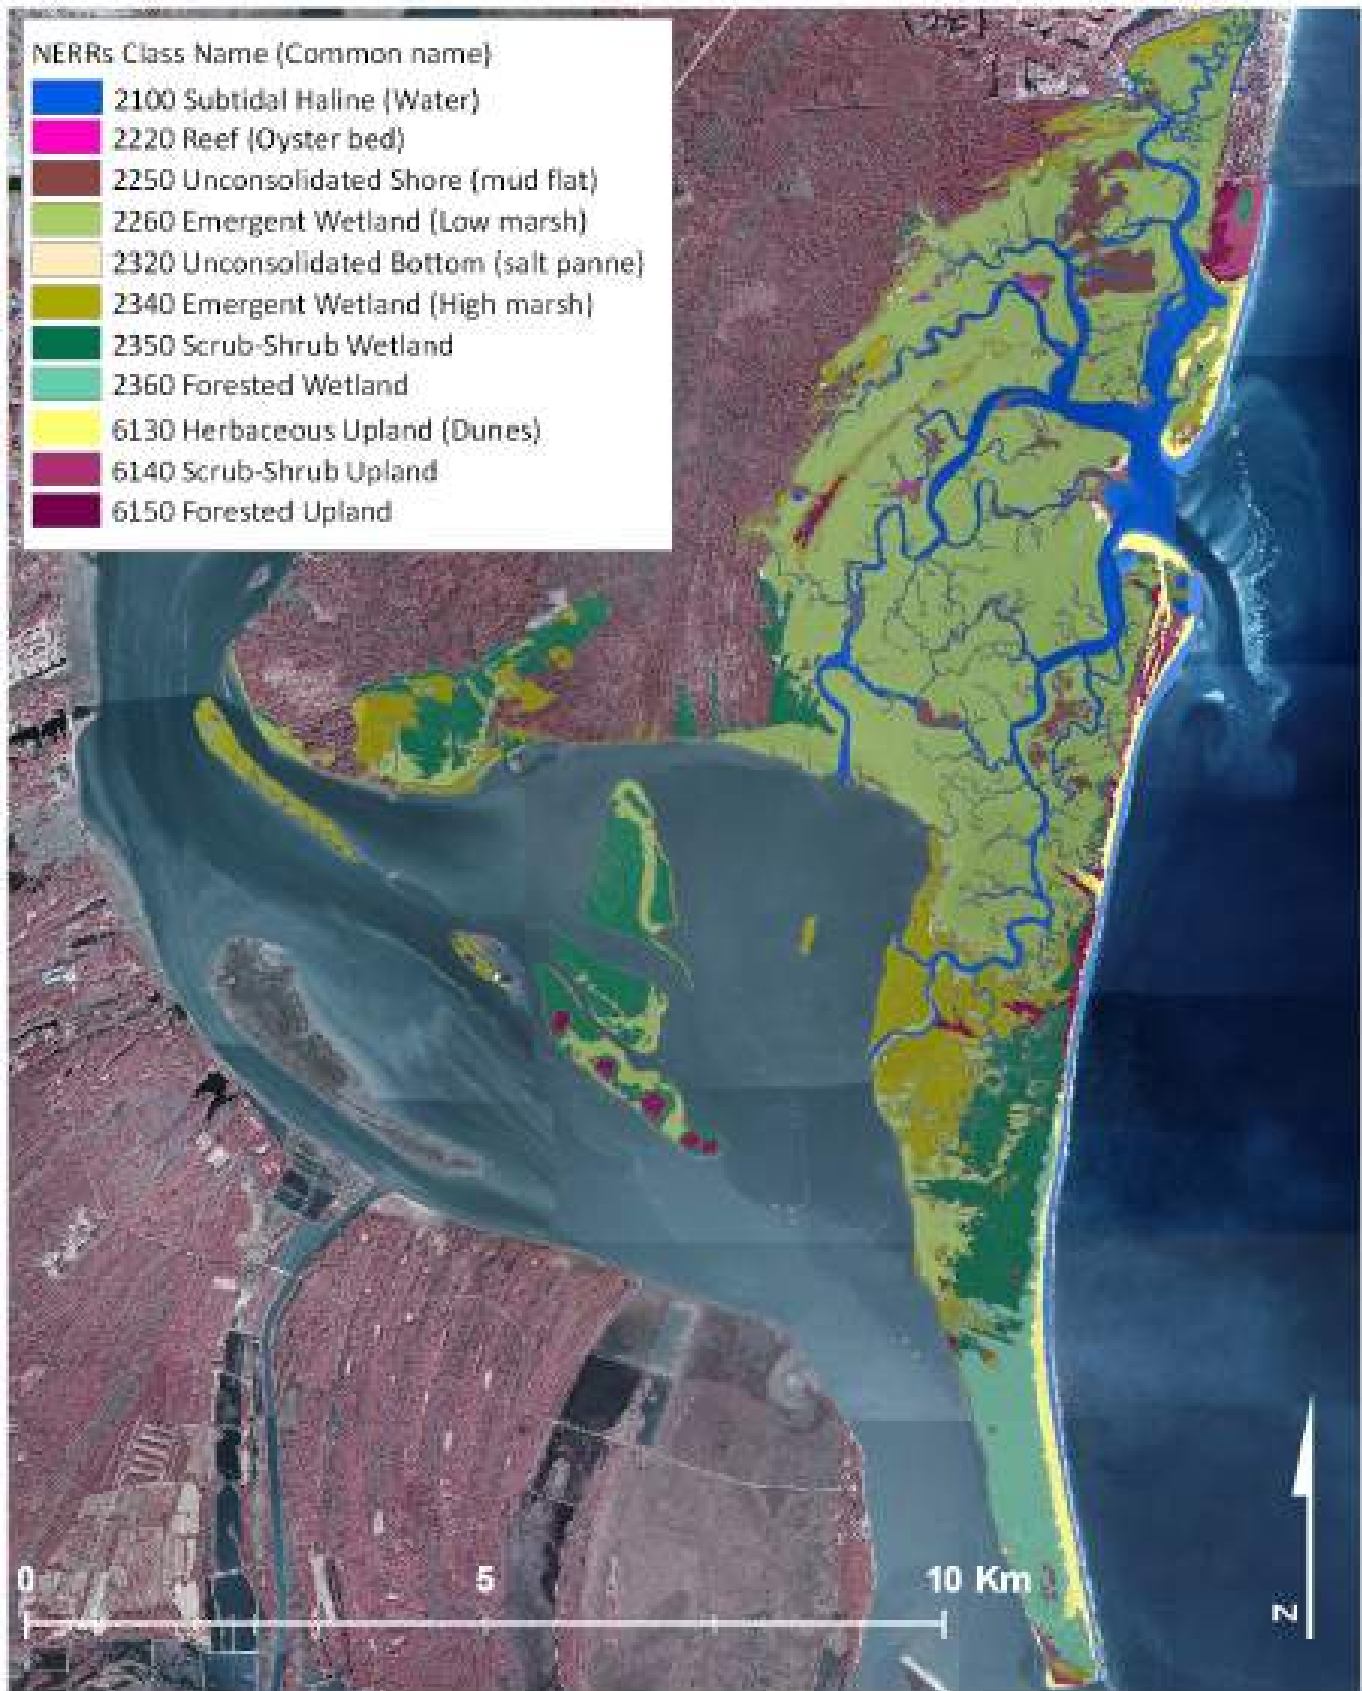 NERRs Class Name (Common name)
2100 Subtidal Haline (Water)
2220 Reef (Oyster bed)
2250 Unconsolidated Shore (mud flat)
2260 Emergent Wetland (Low marsh)
2320 Unconsolidated Bottom (salt panne)
2340 Emergent Wetland (High marsh)
2350 Scrub-Shrub Wetland
2360 Forested Wetland
6130 Herbaceous Upland (Dunes)
6140 Scrub-Shrub Upland
6150 Forested Upland
0 5 10 Km
N